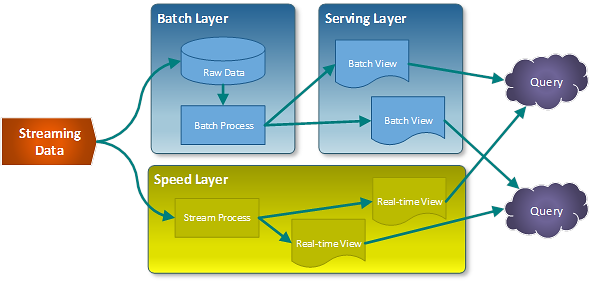 Batch Layer
Serving Layer
Raw Data
Batch View
Query
Batch Process
Batch View
Streaming
Data
Speed Layer
Stream Process
Real-time View
Real-time View
Query